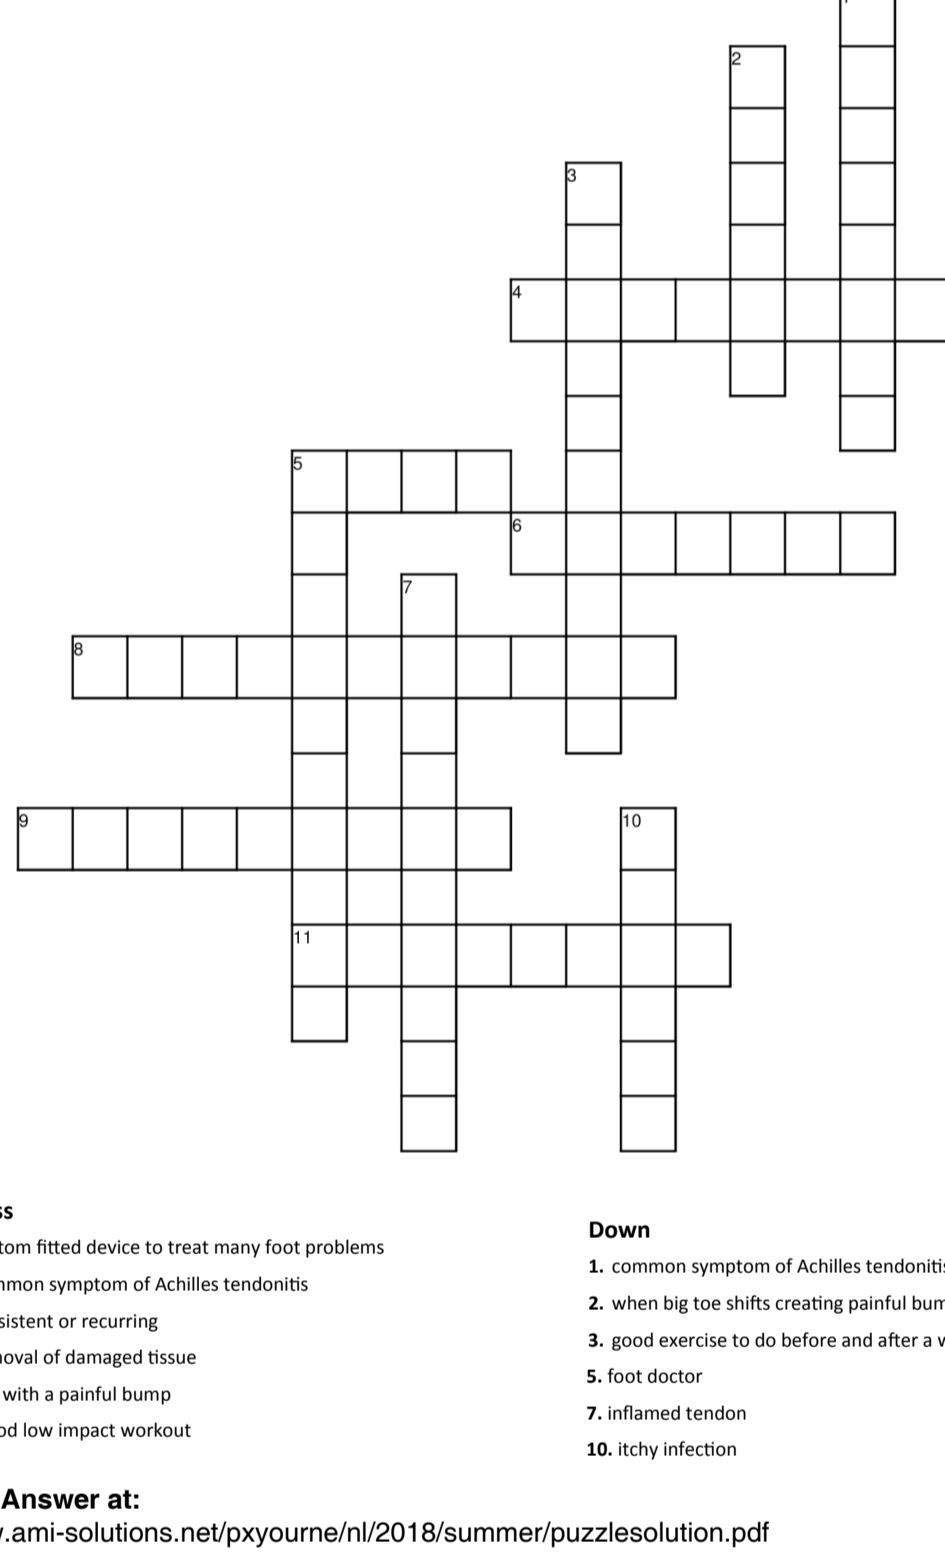 2
3
4
5
6
7
8
9
10
11
ss
tom fitted device to treat many foot problems
nmon symptom of Achilles tendonitis
sistent or recurring
noval of damaged tissue
with a painful bump
od low impact workout
Down
1. common symptom of Achilles tendonitis
2. when big toe shifts creating painful bum
3. good exercise to do before and after a w
5. foot doctor
7. inflamed tendon
10. itchy infection
Answer at:
.ami-solutions.net/pxyourne/nl/2018/summer/puzzlesolution.pdf